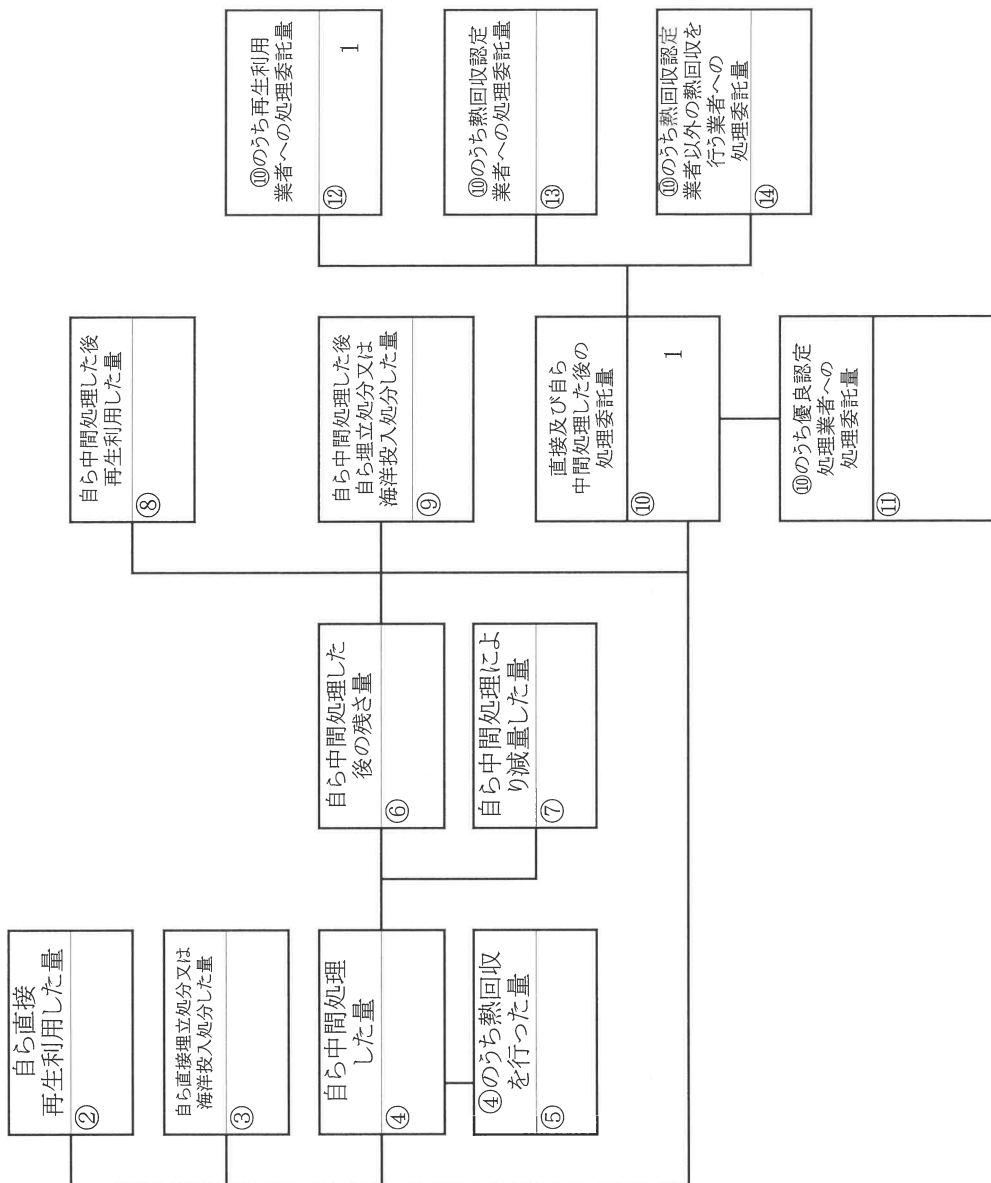 自ら直接
再生利用した量
②
自ら直接埋立処分又は
海洋投入処分した量
③
自ら中間処理
した量
④
④のうち熱回収
を行った量
⑤
自ら中間処理した
後の残さ量
⑥
自ら中間処理によ
り減量した量
⑦
自ら中間処理した後
再生利用した量
⑧
自ら中間処理した後
自ら埋立処分又は
海洋投入処分した量
⑨
直接及び自ら
中間処理した後の
処理委託量
⑩
1
⑩のうち優良認定
処理業者への
処理委託量
⑪
⑩のうち再生利用
業者への処理委託量
⑫
1
⑩のうち熱回収認定
業者への処理委託量
⑬
⑩のうち熱回収認定
業者以外の熱回収を
行う業者への
処理委託量
⑭